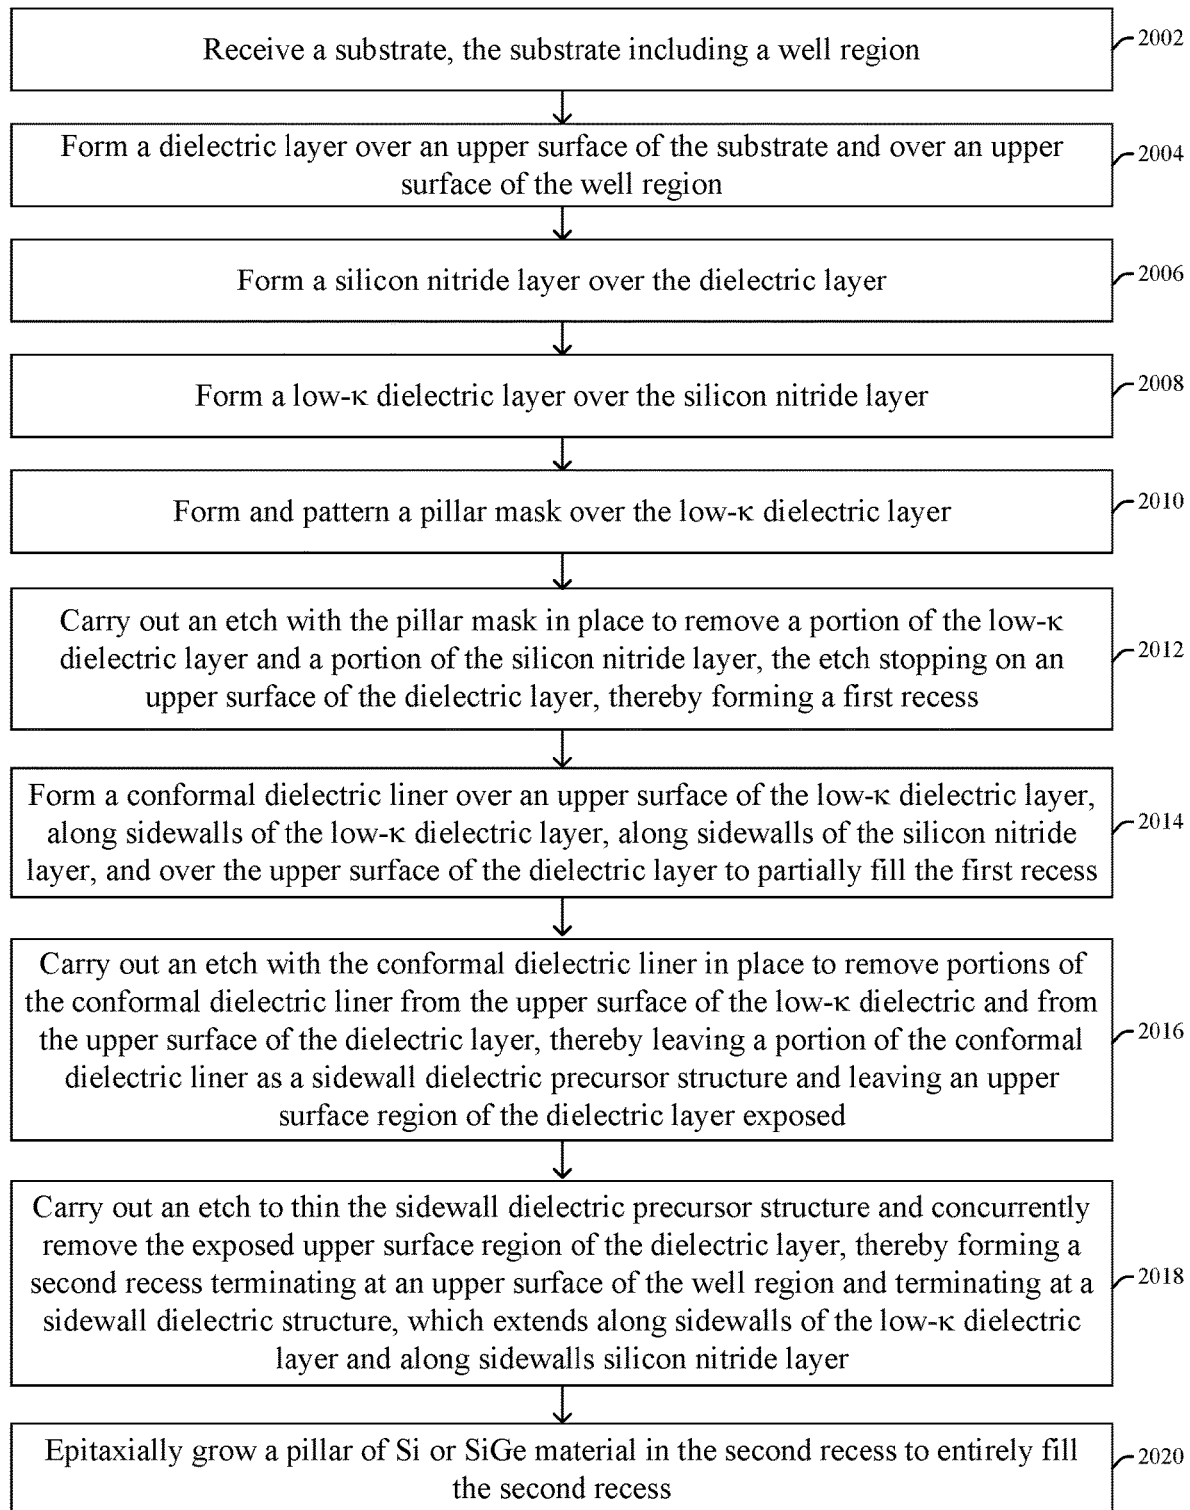 Receive a substrate, the substrate including a well region
2002
Form a dielectric layer over an upper surface of the substrate and over an upper
surface of the well region
2004
Form a silicon nitride layer over the dielectric layer
2006
Form a low-κ dielectric layer over the silicon nitride layer
2008
Form and pattern a pillar mask over the low-κ dielectric layer
2010
Carry out an etch with the pillar mask in place to remove a portion of the low-κ
dielectric layer and a portion of the silicon nitride layer, the etch stopping on an
upper surface of the dielectric layer, thereby forming a first recess
2012
Form a conformal dielectric liner over an upper surface of the low-κ dielectric layer,
along sidewalls of the low-κ dielectric layer, along sidewalls of the silicon nitride
layer, and over the upper surface of the dielectric layer to partially fill the first recess
2014
Carry out an etch with the conformal dielectric liner in place to remove portions of
the conformal dielectric liner from the upper surface of the low-κ dielectric and from
the upper surface of the dielectric layer, thereby leaving a portion of the conformal
dielectric liner as a sidewall dielectric precursor structure and leaving an upper
surface region of the dielectric layer exposed
2016
Carry out an etch to thin the sidewall dielectric precursor structure and concurrently
remove the exposed upper surface region of the dielectric layer, thereby forming a
second recess terminating at an upper surface of the well region and terminating at a
sidewall dielectric structure, which extends along sidewalls of the low-κ dielectric
layer and along sidewalls silicon nitride layer
2018
Epitaxially grow a pillar of Si or SiGe material in the second recess to entirely fill
the second recess
2020